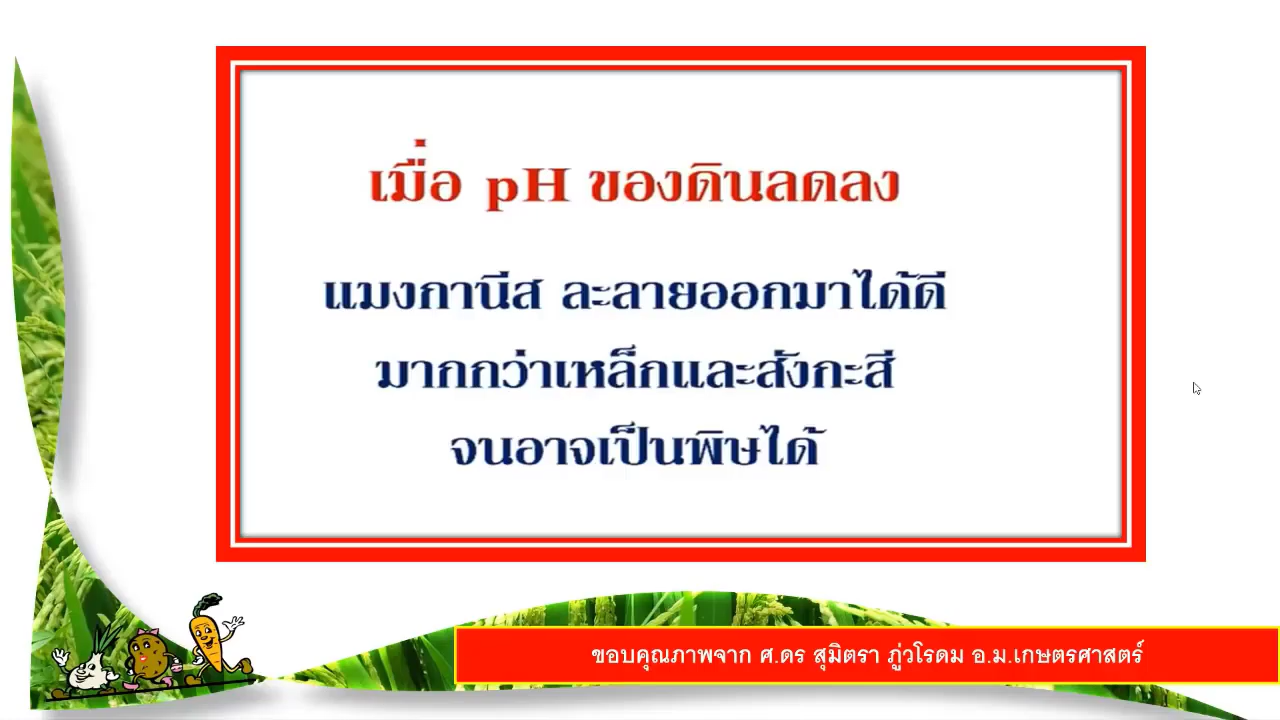 เมื่อ pH ของดินลดลง
แมงกานีส ละลายออกมาได้ดี
มากกว่าเหล็กและสังกะสี
จนอาจเป็นพิษได้
ขอบคุณภาพจาก ศ.ดร สุมิตรา ภู่วโรดม อ.ม.เกษตรศาสตร์